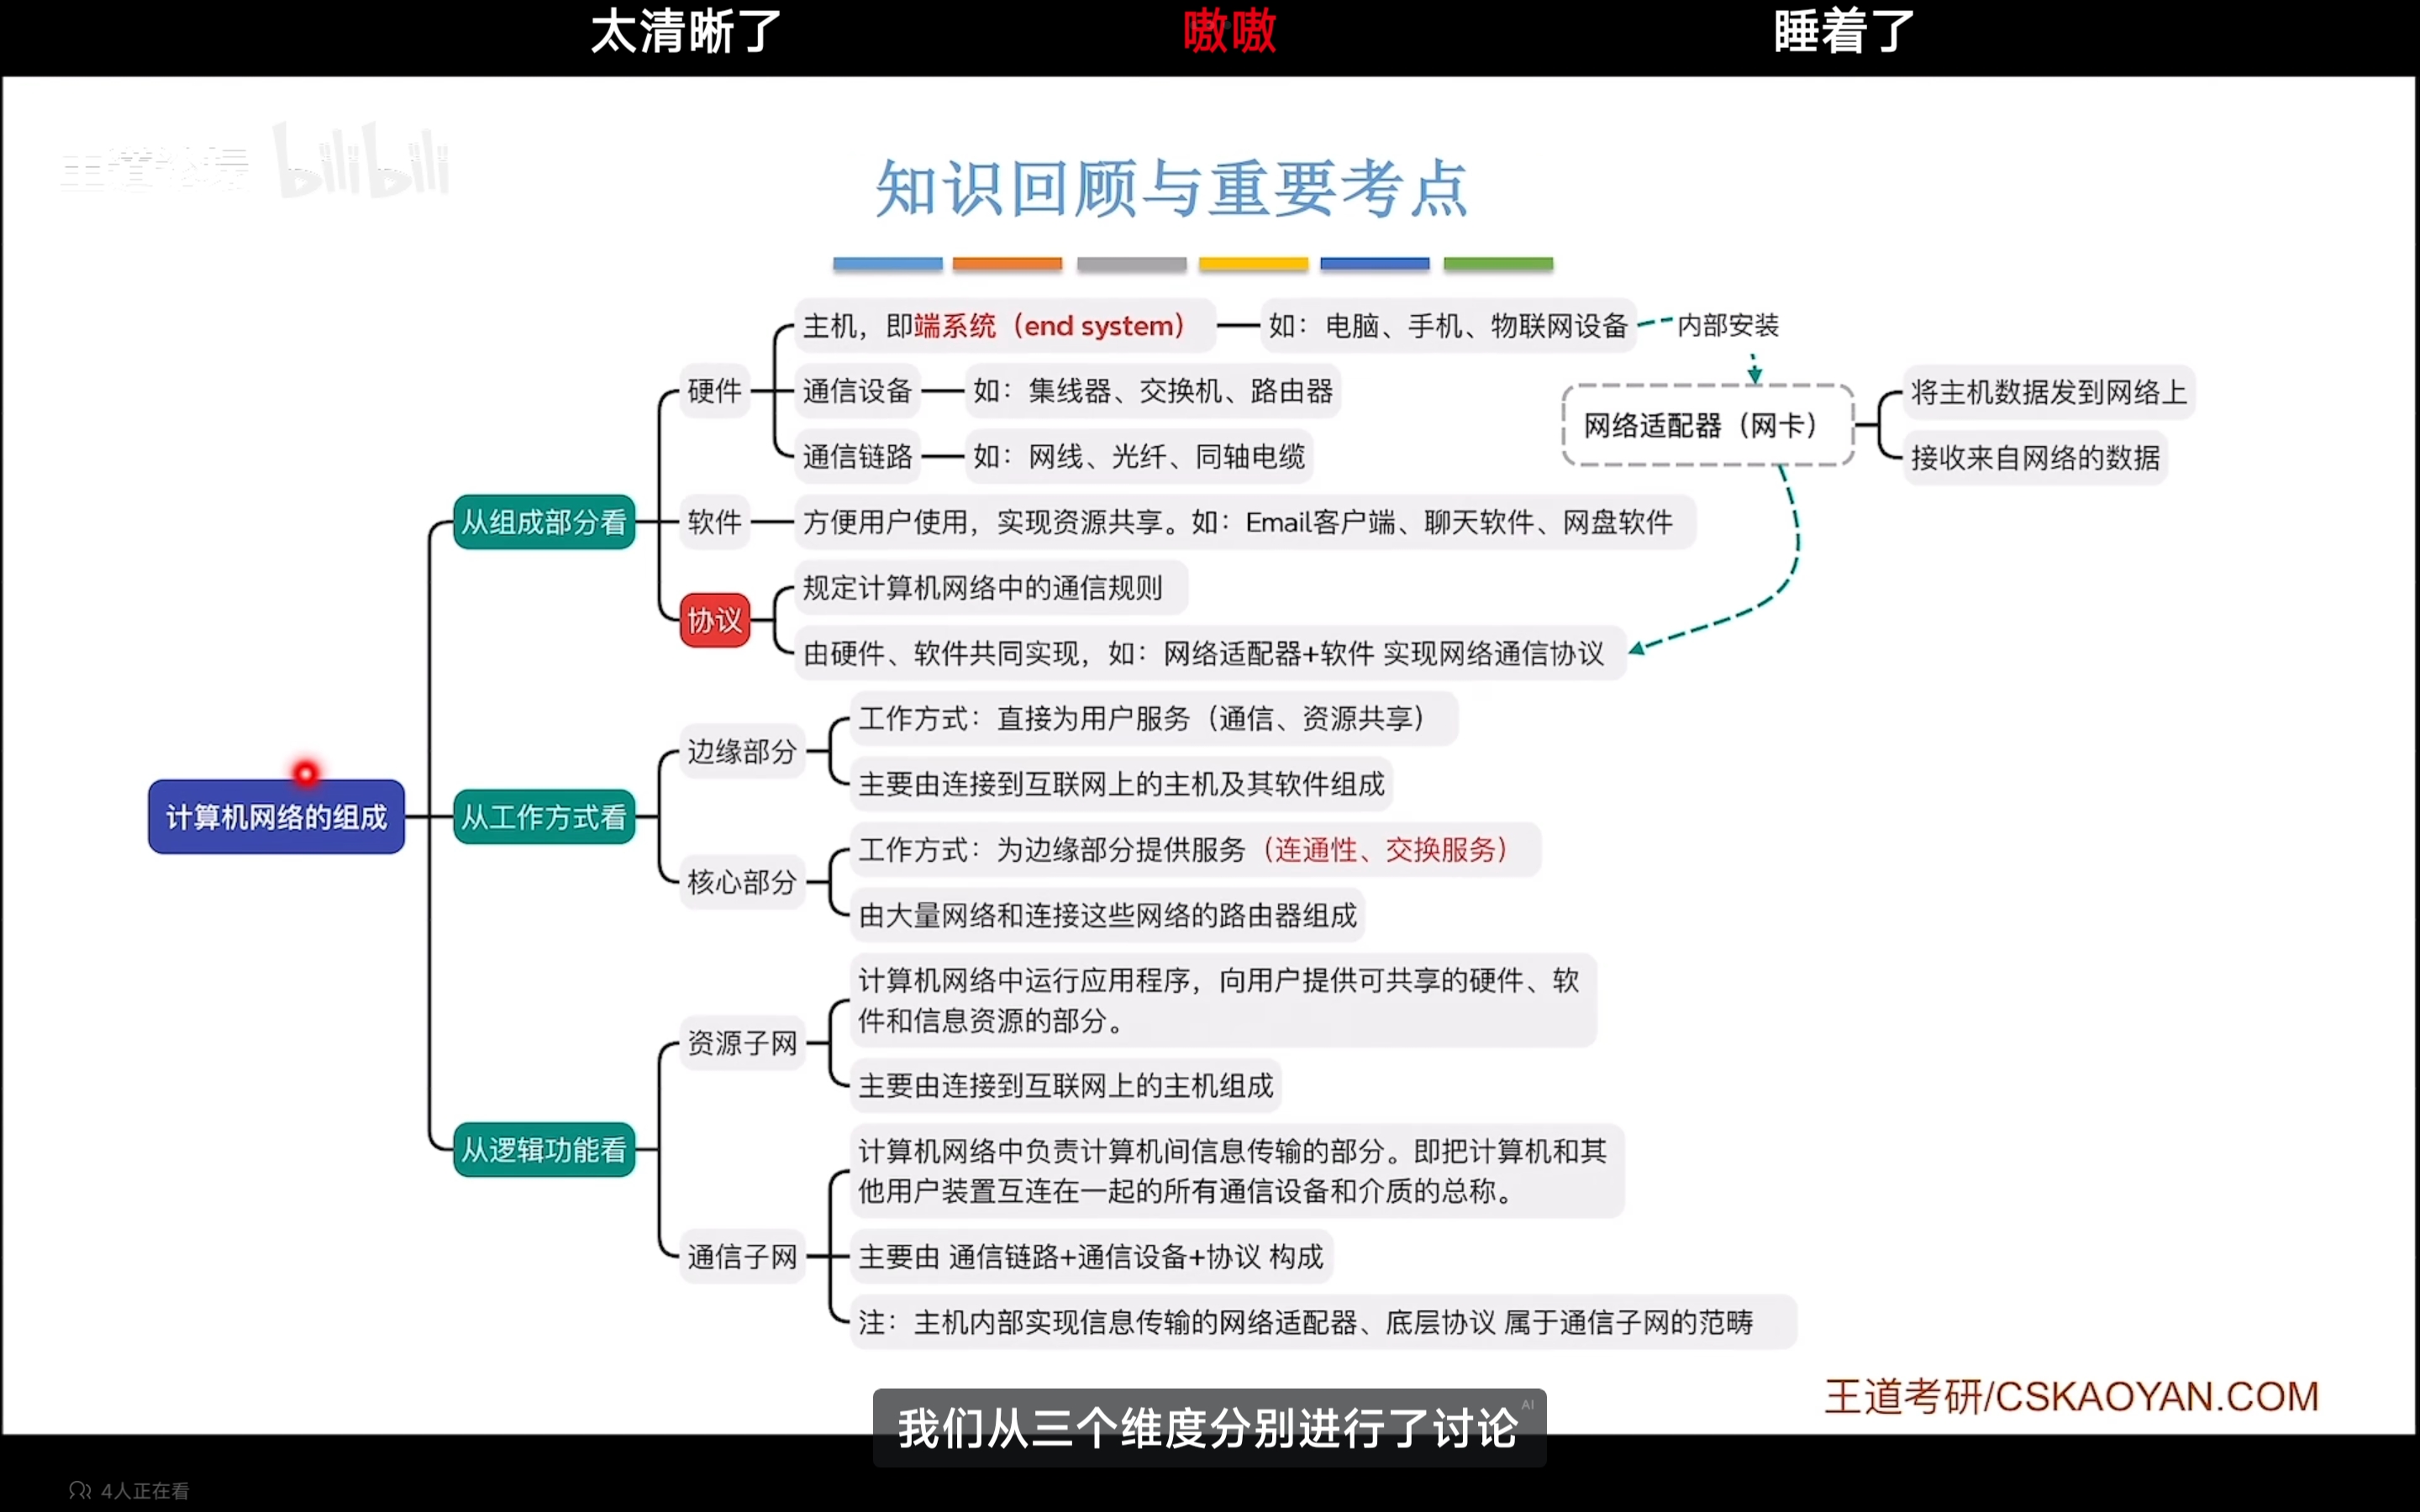 太清晰了
嗷嗷
睡着了
王道论坛 bilibili
知识回顾与重要考点
主机，即端系统（end system）
如：电脑、手机、物联网设备
内部安装
硬件
通信设备
如：集线器、交换机、路由器
网络适配器（网卡）
将主机数据发到网络上
接收来自网络的数据
通信链路
如：网线、光纤、同轴电缆
从组成部分看
软件
方便用户使用，实现资源共享。如：Email客户端、聊天软件、网盘软件
协议
规定计算机网络中的通信规则
由硬件、软件共同实现，如：网络适配器+软件 实现网络通信协议
计算机网络的组成
从工作方式看
边缘部分
工作方式：直接为用户服务（通信、资源共享）
主要由连接到互联网上的主机及其软件组成
核心部分
工作方式：为边缘部分提供服务（连通性、交换服务）
由大量网络和连接这些网络的路由器组成
从逻辑功能看
资源子网
计算机网络中运行应用程序，向用户提供可共享的硬件、软
件和信息资源的部分。
主要由连接到互联网上的主机组成
通信子网
计算机网络中负责计算机间信息传输的部分。即把计算机和其
他用户装置互连在一起的所有通信设备和介质的总称。
主要由 通信链路+通信设备+协议 构成
注：主机内部实现信息传输的网络适配器、底层协议 属于通信子网的范畴
王道考研/CSKAOYAN.COM
我们从三个维度分别进行了讨论
AI
4人正在看